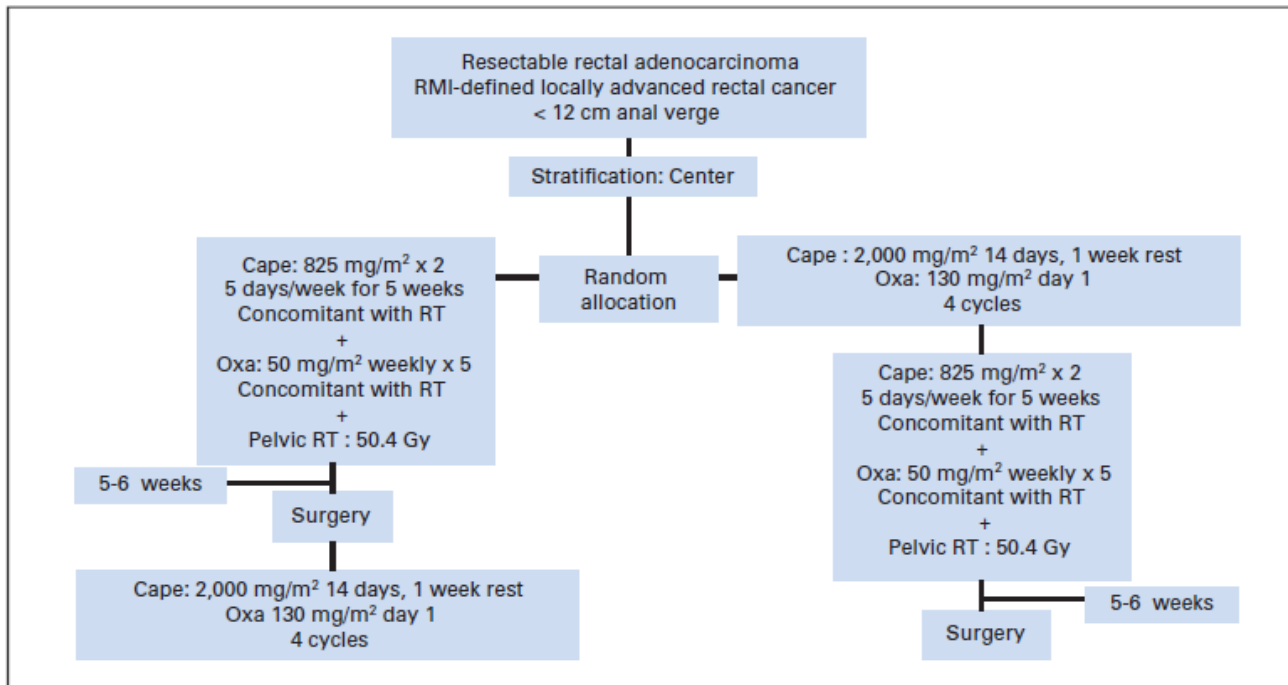 Resectable rectal adenocarcinoma
RMI-defined locally advanced rectal cancer
< 12 cm anal verge
Stratification: Center
Random
allocation
Cape: 825 mg/m² x 2
5 days/week for 5 weeks
Concomitant with RT
+
Oxa: 50 mg/m² weekly x 5
Concomitant with RT
+
Pelvic RT : 50.4 Gy
5-6 weeks
Surgery
Cape: 2,000 mg/m² 14 days, 1 week rest
Oxa 130 mg/m² day 1
4 cycles
Cape : 2,000 mg/m² 14 days, 1 week rest
Oxa: 130 mg/m² day 1
4 cycles
Cape: 825 mg/m² x 2
5 days/week for 5 weeks
Concomitant with RT
+
Oxa: 50 mg/m² weekly x 5
Concomitant with RT
+
Pelvic RT : 50.4 Gy
5-6 weeks
Surgery